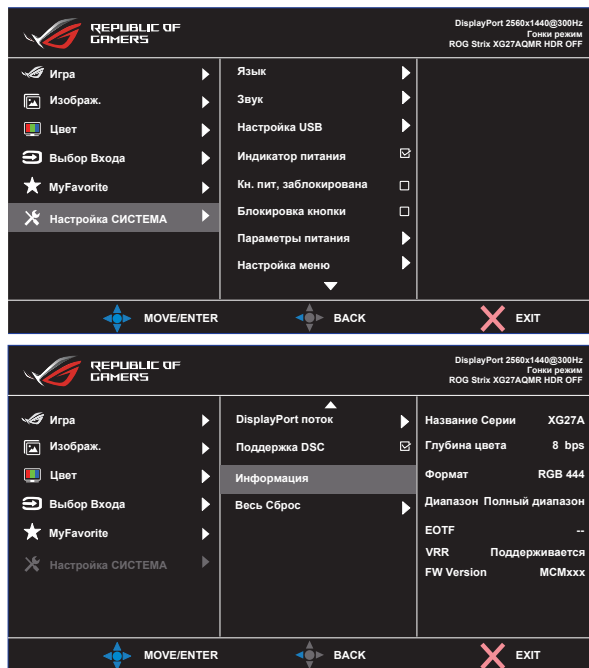 REPUBLIC OF
GAMERS
DisplayPort 2560x1440@300Hz
Гонки режим
ROG Strix XG27AQMR HDR OFF
Игра
Изображ.
Цвет
Выбор Входа
MyFavorite
Настройка СИСТЕМА
Язык
Звук
Настройка USB
Индикатор питания
Кн. пит, заблокирована
Блокировка кнопки
Параметры питания
Настройка меню
MOVE/ENTER
BACK
EXIT
REPUBLIC OF
GAMERS
DisplayPort 2560x1440@300Hz
Гонки режим
ROG Strix XG27AQMR HDR OFF
Игра
Изображ.
Цвет
Выбор Входа
MyFavorite
Настройка СИСТЕМА
DisplayPort поток
Поддержка DSC
Информация
Весь Сброс
Название Серии XG27A
Глубина цвета 8 bps
Формат RGB 444
Диапазон Полный диапазон
EOTF --
VRR Поддерживается
FW Version MCMxxx
MOVE/ENTER
BACK
EXIT